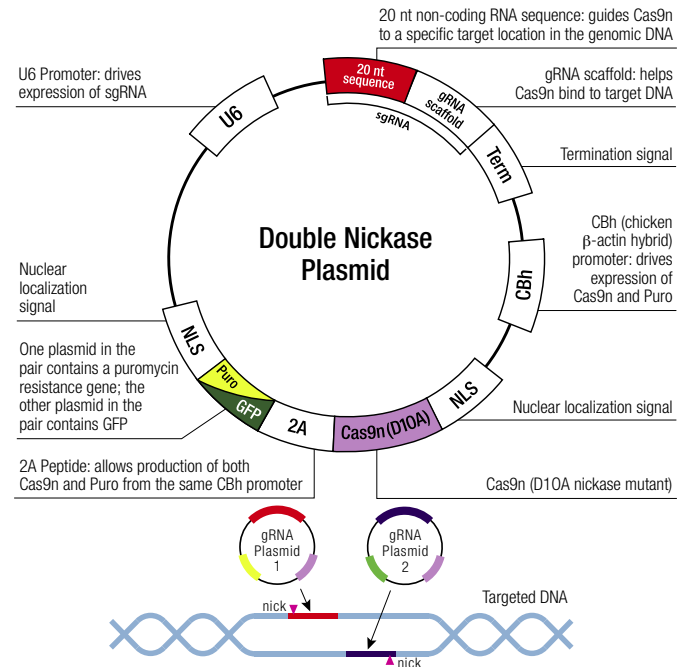 20 nt non-coding RNA sequence: guides Cas9n
to a specific target location in the genomic DNA
U6 Promoter: drives
expression of sgRNA
gRNA scaffold: helps
Cas9n bind to target DNA
20 nt
sequence
gRNA
scaffold
sgRNA
U6
Term
Termination signal
Double Nickase
Plasmid
CBh (chicken
β-actin hybrid)
promoter: drives
expression of
Cas9n and Puro
CBh
Nuclear
localization
signal
NLS
One plasmid in the
pair contains a puromycin
resistance gene; the
other plasmid in the
pair contains GFP
Puro
GFP
2A
Cas9n (D10A)
NLS
Nuclear localization signal
2A Peptide: allows production of both
Cas9n and Puro from the same CBh promoter
Cas9n (D10A nickase mutant)
gRNA
Plasmid
1
gRNA
Plasmid
2
Targeted DNA
nick
nick